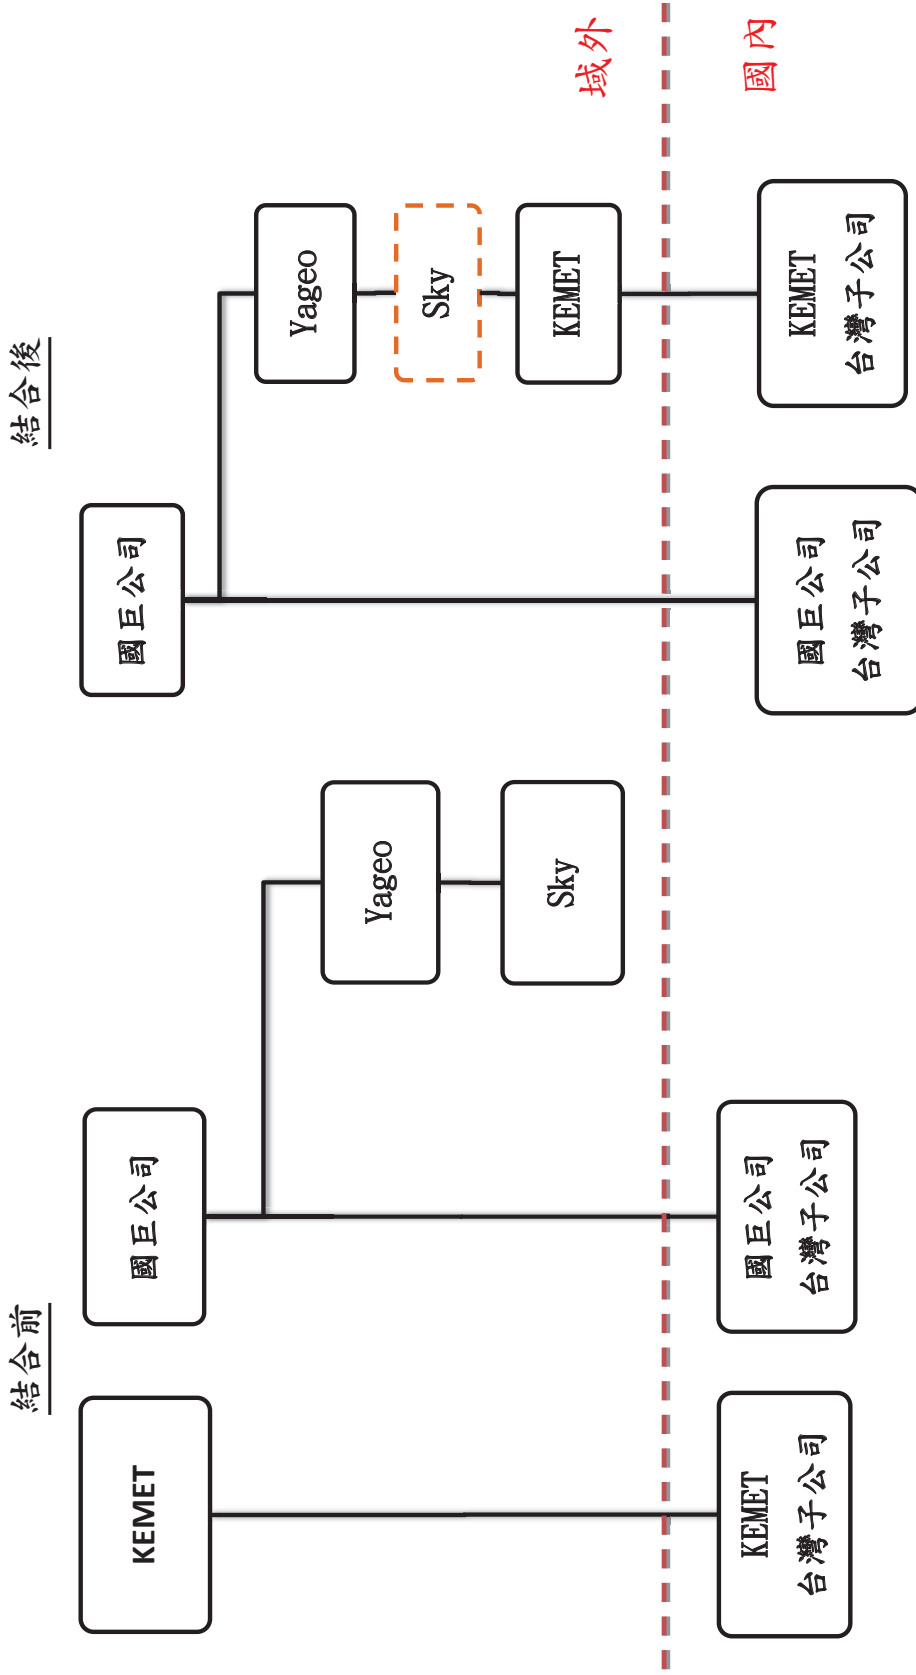 結合前
KEMET
國巨公司
Yageo
Sky
KEMET
台灣子公司
國巨公司
台灣子公司
結合後
國巨公司
Yageo
Sky
KEMET
域外
國內
國巨公司
台灣子公司
KEMET
台灣子公司